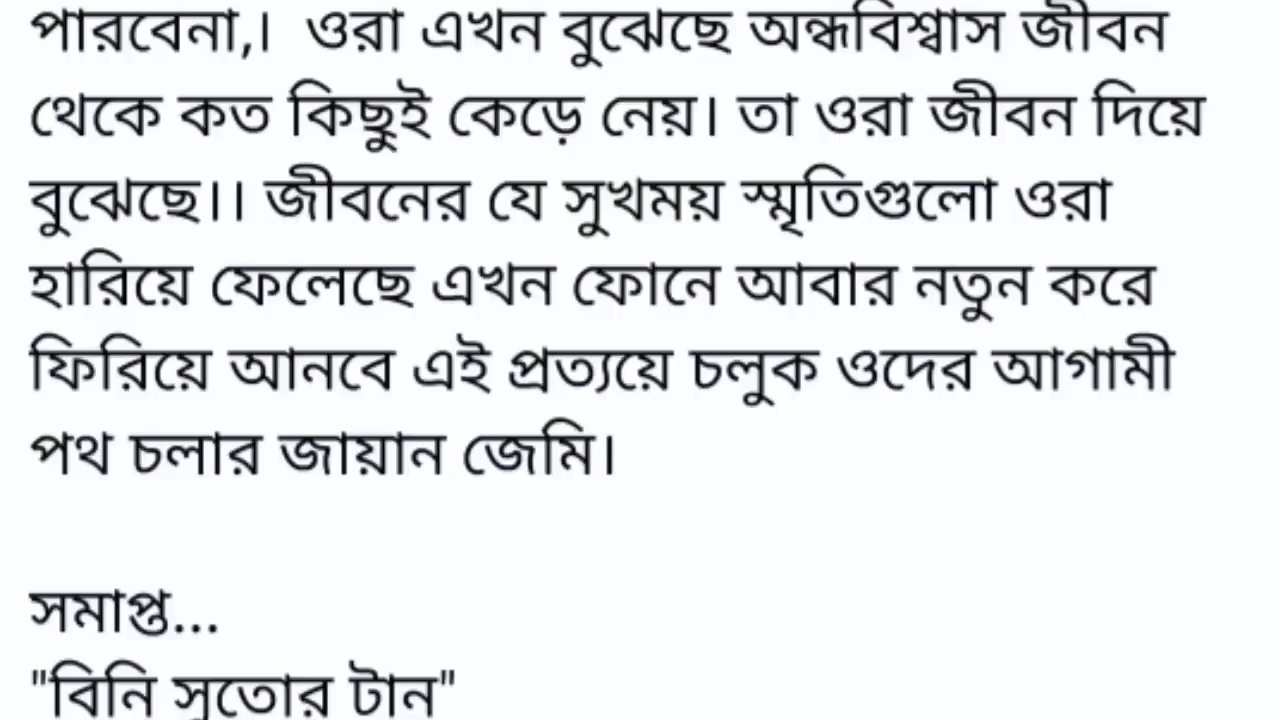 পারবেনা,। ওরা এখন বুঝেছে অন্ধবিশ্বাস জীবন
থেকে কত কিছুই কেড়ে নেয়। তা ওরা জীবন দিয়ে
বুঝেছে।। জীবনের যে সুখময় স্মৃতিগুলো ওরা
হারিয়ে ফেলেছে এখন ফোনে আবার নতুন করে
ফিরিয়ে আনবে এই প্রত্যয়ে চলুক ওদের আগামী
পথ চলার জায়ান জেমি।
সমাপ্ত...
"বিনি সুতোর টান"